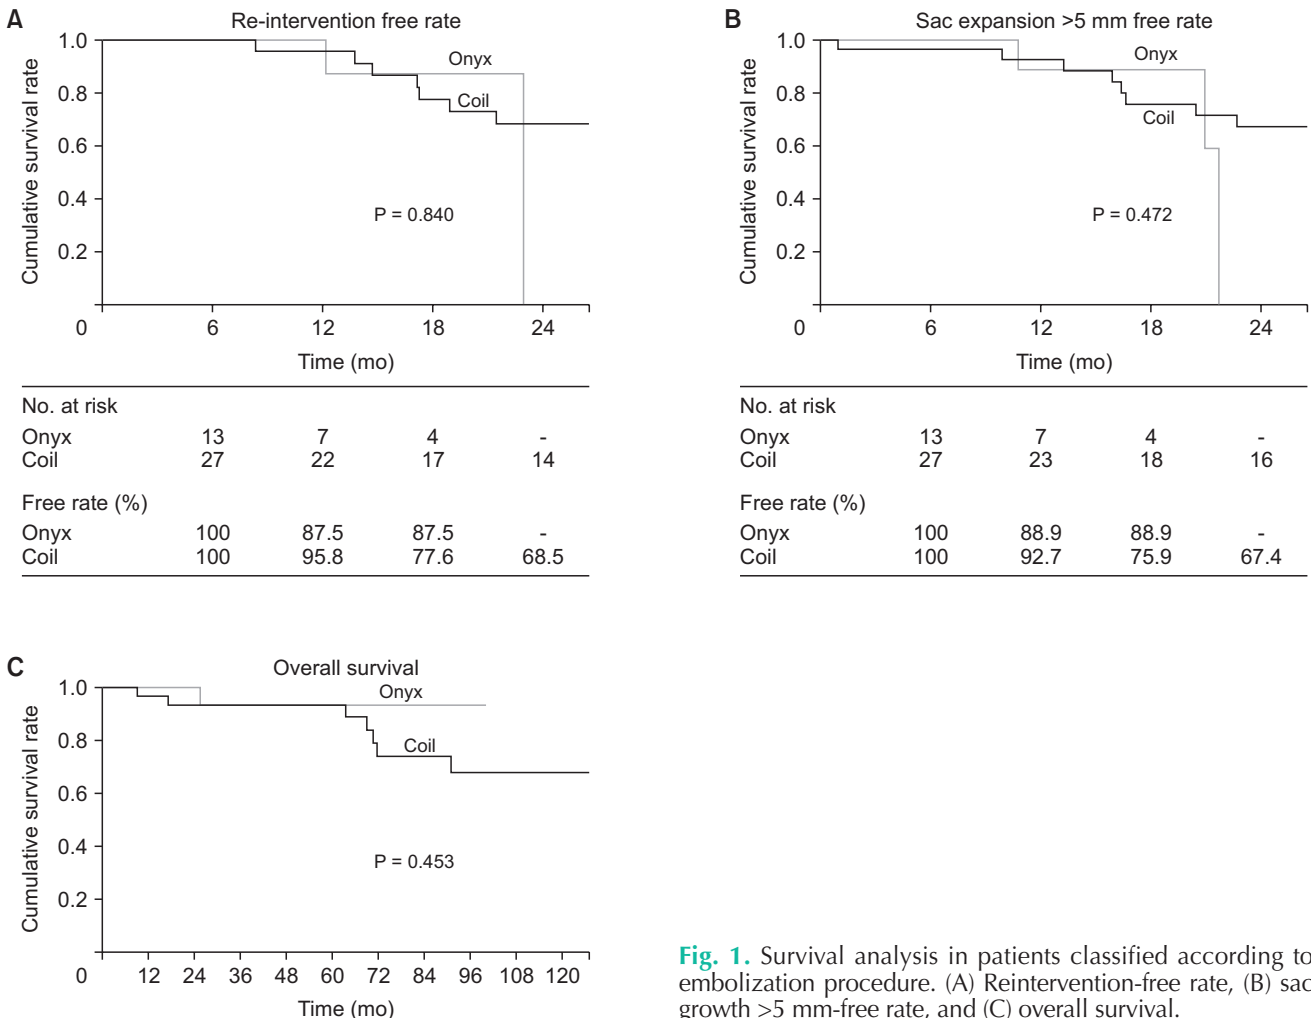 A
Re-intervention free rate
Cumulative survival rate
1.0
0.8
0.6
0.4
0.2
Onyx
Coil
P = 0.840
0 6 12 18 24
Time (mo)
No. at risk
Onyx 13 7 4 -
Coil 27 22 17 14
Free rate (%)
Onyx 100 87.5 87.5 -
Coil 100 95.8 77.6 68.5
B
Sac expansion >5 mm free rate
Cumulative survival rate
1.0
0.8
0.6
0.4
0.2
Onyx
Coil
P = 0.472
0 6 12 18 24
Time (mo)
No. at risk
Onyx 13 7 4 -
Coil 27 23 18 16
Free rate (%)
Onyx 100 88.9 88.9 -
Coil 100 92.7 75.9 67.4
C
Overall survival
Cumulative survival rate
1.0
0.8
0.6
0.4
0.2
Onyx
Coil
P = 0.453
0 12 24 36 48 60 72 84 96 108 120
Time (mo)
Fig. 1. Survival analysis in patients classified according to
embolization procedure. (A) Reintervention-free rate, (B) sac
growth >5 mm-free rate, and (C) overall survival.